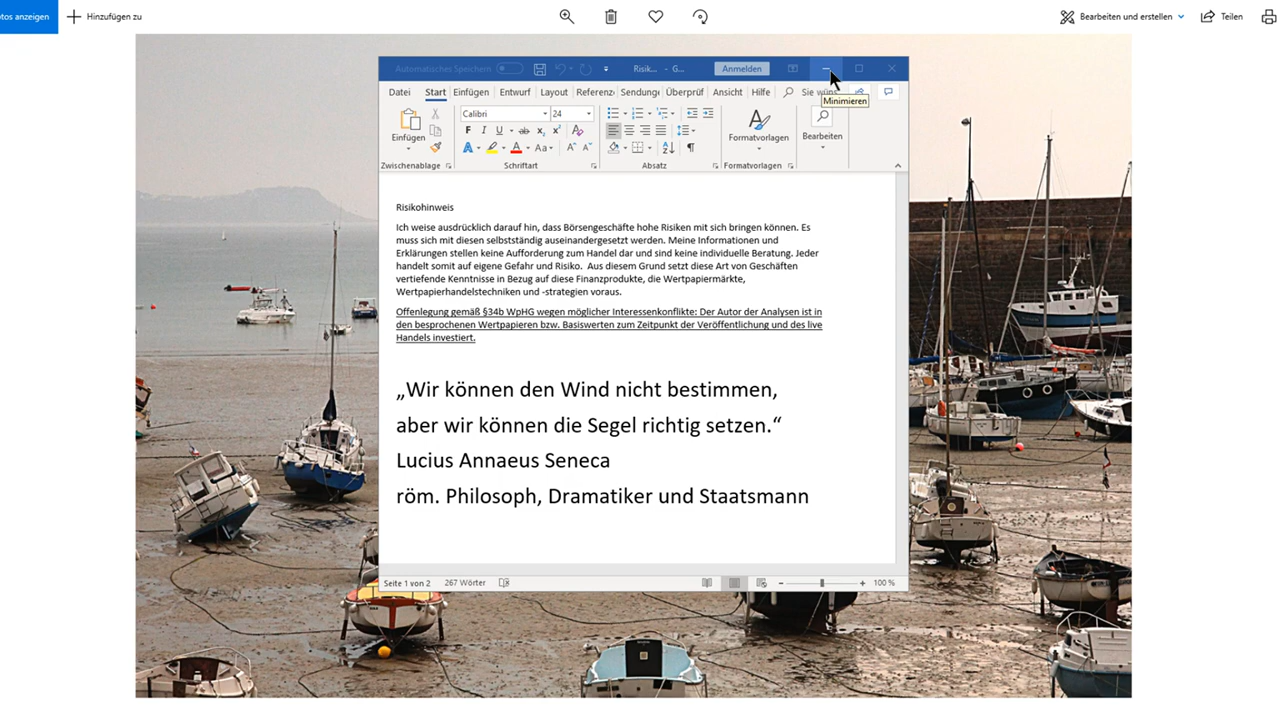 otos anzeigen
Hinzufügen zu
Bearbeiten und erstellen
Teilen
Automatisches Speichern
Risik... - G...
Anmelden
Datei Start Einfügen Entwurf Layout Referenz Sendung Überprüf Ansicht Hilfe Sie wüns
Minimieren
Calibri 24
Einfügen
F K U ab x₂ x²
Formatvorlagen
Bearbeiten
A A Aa A A
Zwischenablage Schriftart Absatz Formatvorlagen
Risikohinweis
Ich weise ausdrücklich darauf hin, dass Börsengeschäfte hohe Risiken mit sich bringen können. Es
muss sich mit diesen selbstständig auseinandergesetzt werden. Meine Informationen und
Erklärungen stellen keine Aufforderung zum Handel dar und sind keine individuelle Beratung. Jeder
handelt somit auf eigene Gefahr und Risiko. Aus diesem Grund setzt diese Art von Geschäften
vertiefende Kenntnisse in Bezug auf diese Finanzprodukte, die Wertpapiermärkte,
Wertpapierhandelstechniken und -strategien voraus.
Offenlegung gemäß §34b WpHG wegen möglicher Interessenkonflikte: Der Autor der Analysen ist in
den besprochenen Wertpapieren bzw. Basiswerten zum Zeitpunkt der Veröffentlichung und des live
Handels investiert.
„Wir können den Wind nicht bestimmen,
aber wir können die Segel richtig setzen.“
Lucius Annaeus Seneca
röm. Philosoph, Dramatiker und Staatsmann
Seite 1 von 2 267 Wörter 100 %